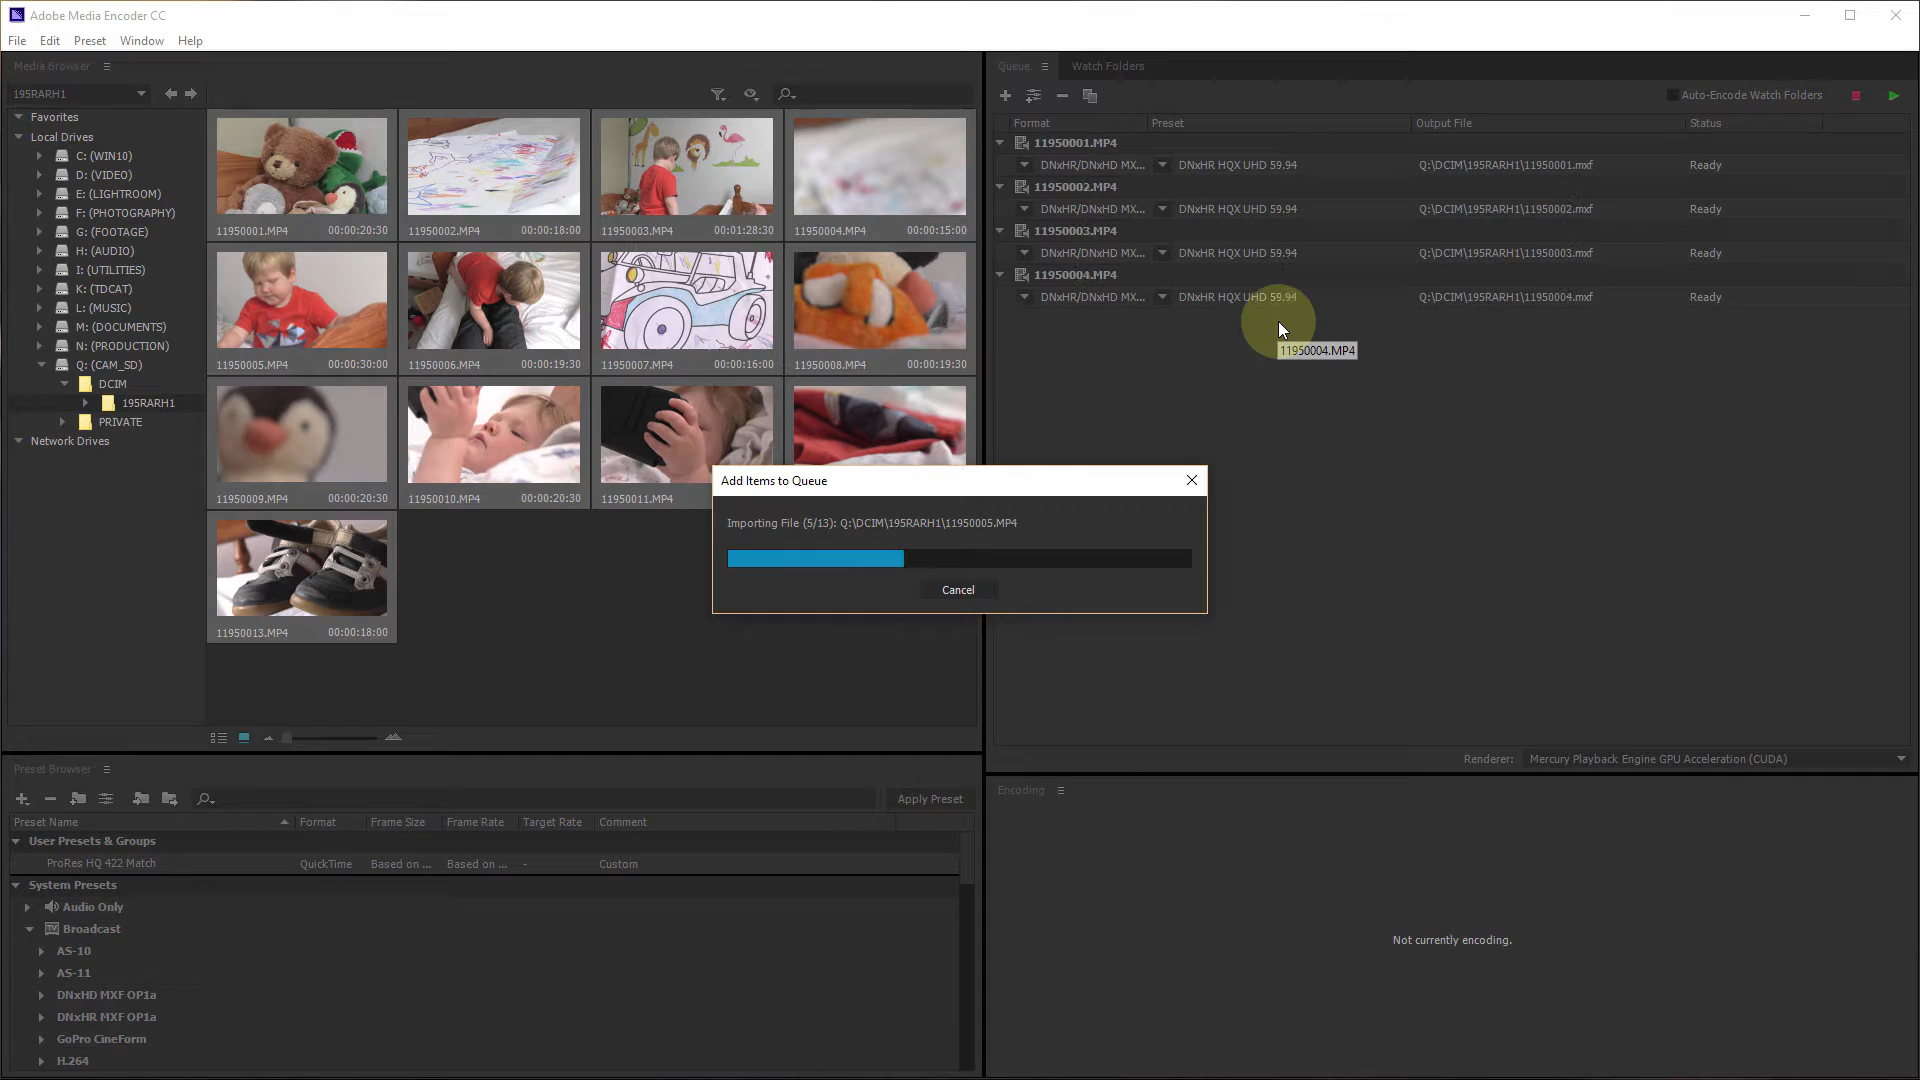 Adobe Media Encoder CC
File Edit Preset Window Help
Media Browser
195RARH1
Favorites
Local Drives
C: (WIN10)
D: (VIDEO)
E: (LIGHTROOM)
F: (PHOTOGRAPHY)
G: (FOOTAGE)
H: (AUDIO)
I: (UTILITIES)
K: (TDCAT)
L: (MUSIC)
M: (DOCUMENTS)
N: (PRODUCTION)
Q: (CAM_SD)
DCIM
195RARH1
PRIVATE
Network Drives
11950001.MP4 00:00:20:30
11950002.MP4 00:00:18:00
11950003.MP4 00:01:28:30
11950004.MP4 00:00:15:00
11950005.MP4 00:00:30:00
11950006.MP4 00:00:19:30
11950007.MP4 00:00:16:00
11950008.MP4 00:00:19:30
11950009.MP4 00:00:20:30
11950010.MP4 00:00:20:30
11950011.MP4
11950013.MP4 00:00:18:00
Queue Watch Folders
Auto-Encode Watch Folders
Format Preset Output File Status
11950001.MP4
DNxHR/DNxHD MX... DNxHR HQX UHD 59.94 Q:\DCIM\195RARH1\11950001.mxf Ready
11950002.MP4
DNxHR/DNxHD MX... DNxHR HQX UHD 59.94 Q:\DCIM\195RARH1\11950002.mxf Ready
11950003.MP4
DNxHR/DNxHD MX... DNxHR HQX UHD 59.94 Q:\DCIM\195RARH1\11950003.mxf Ready
11950004.MP4
DNxHR/DNxHD MX... DNxHR HQX UHD 59.94 Q:\DCIM\195RARH1\11950004.mxf Ready
11950004.MP4
Add Items to Queue
Importing File (5/13): Q:\DCIM\195RARH1\11950005.MP4
Cancel
Renderer: Mercury Playback Engine GPU Acceleration (CUDA)
Preset Browser
Apply Preset
Preset Name Format Frame Size Frame Rate Target Rate Comment
User Presets & Groups
ProRes HQ 422 Match QuickTime Based on ... Based on ... - Custom
System Presets
Audio Only
TV Broadcast
AS-10
AS-11
DNxHD MXF OP1a
DNxHR MXF OP1a
GoPro CineForm
H.264
Encoding
Not currently encoding.